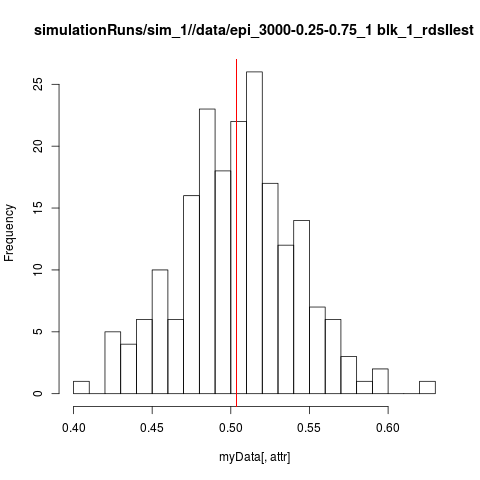 simulationRuns/sim_1//data/epi_3000-0.25-0.75_1 blk_1_rdsllest
25
20
15
10
5
0
Frequency
0.40 0.45 0.50 0.55 0.60
myData[, attr]